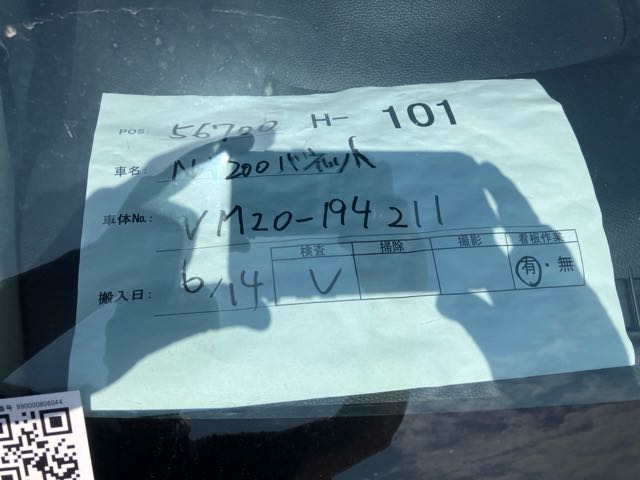 POS: 56700 H- 101
車名: NV200バネット
車体No.: VM20-194211
検査 掃除 撮影 看板作業
搬入日: 6/14 V 有・無
番号 990000806044